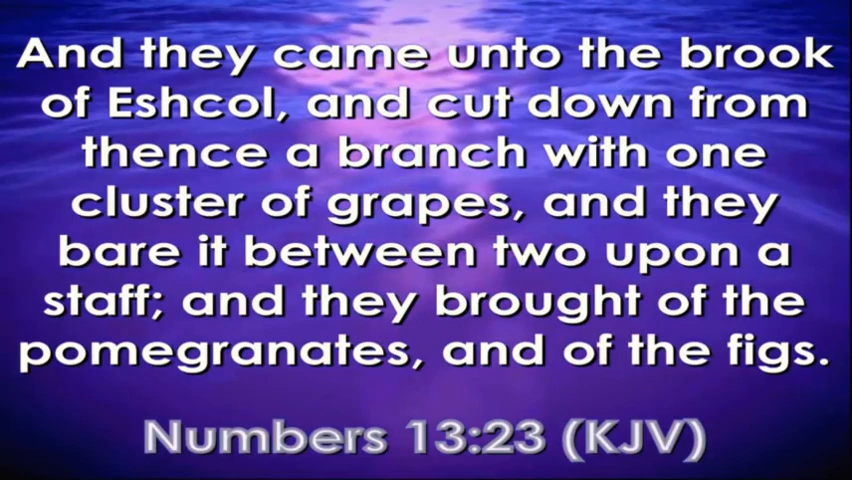 And they came unto the brook
of Eshcol, and cut down from
thence a branch with one
cluster of grapes, and they
bare it between two upon a
staff; and they brought of the
pomegranates, and of the figs.
Numbers 13:23 (KJV)